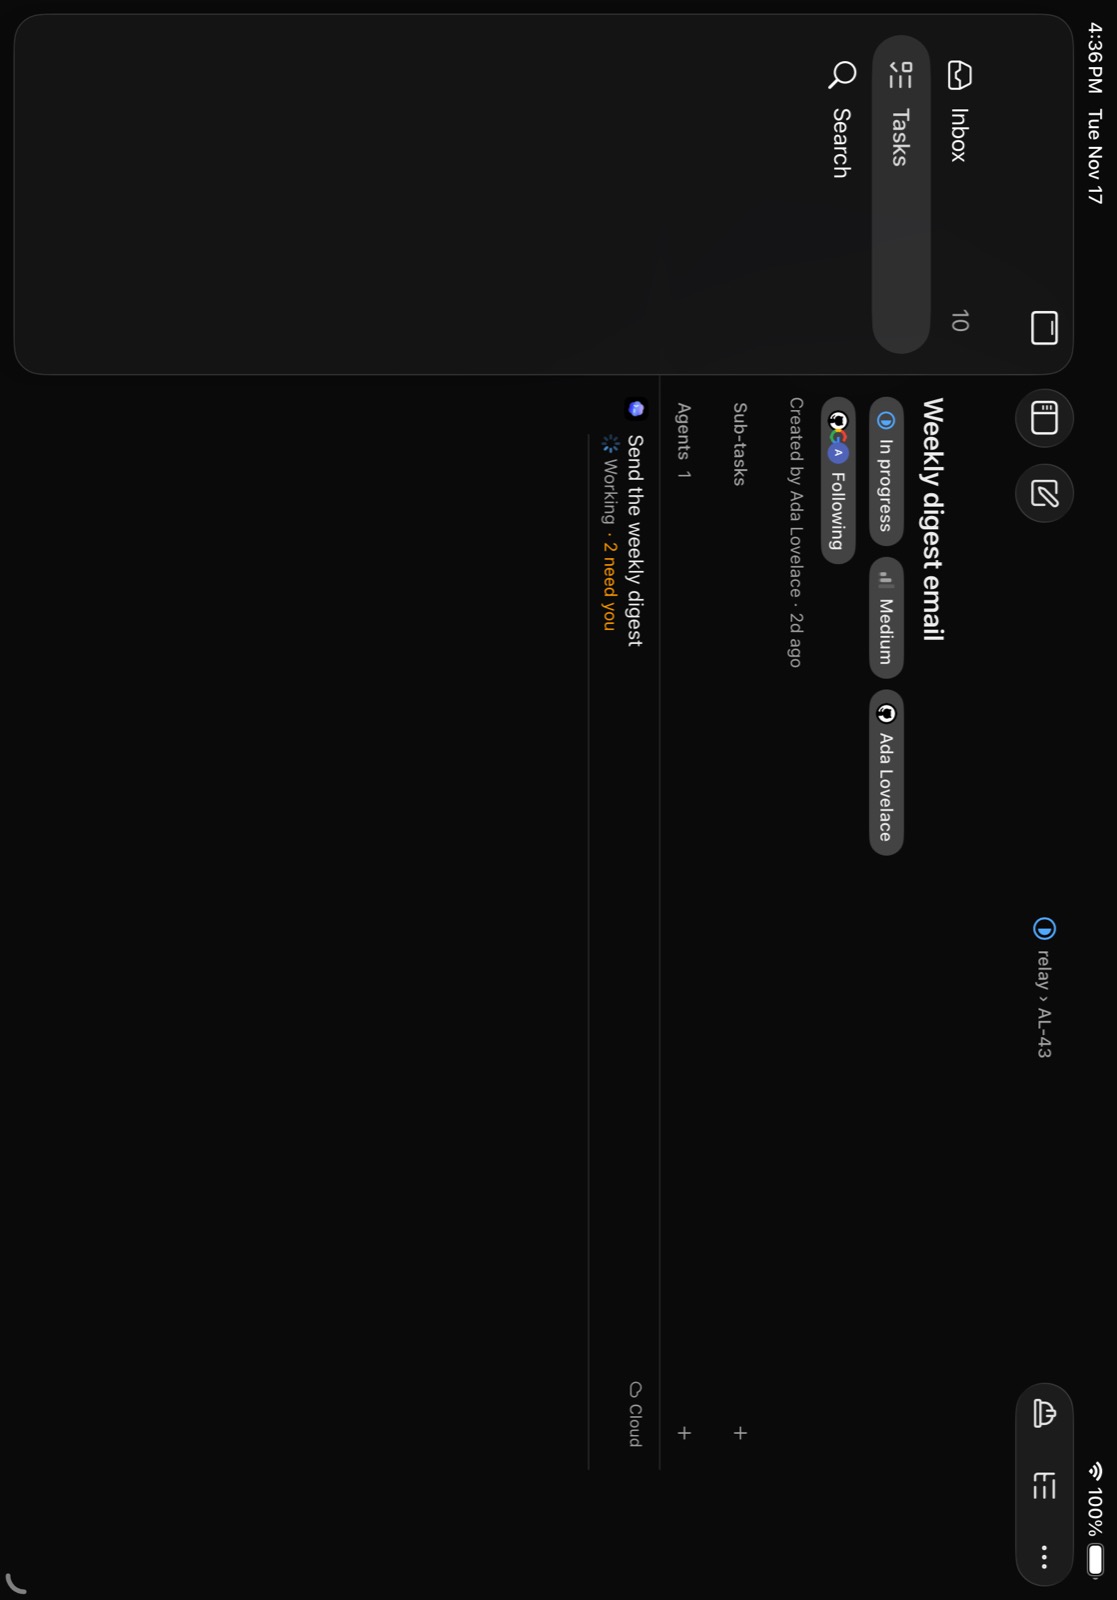 4:36 PM Tue Nov 17
100%
Inbox 10
Tasks
Search
relay › AL-43
Weekly digest email
In progress
Medium
Ada Lovelace
A Following
Created by Ada Lovelace · 2d ago
Sub-tasks
Agents 1
Send the weekly digest
Cloud
Working · 2 need you